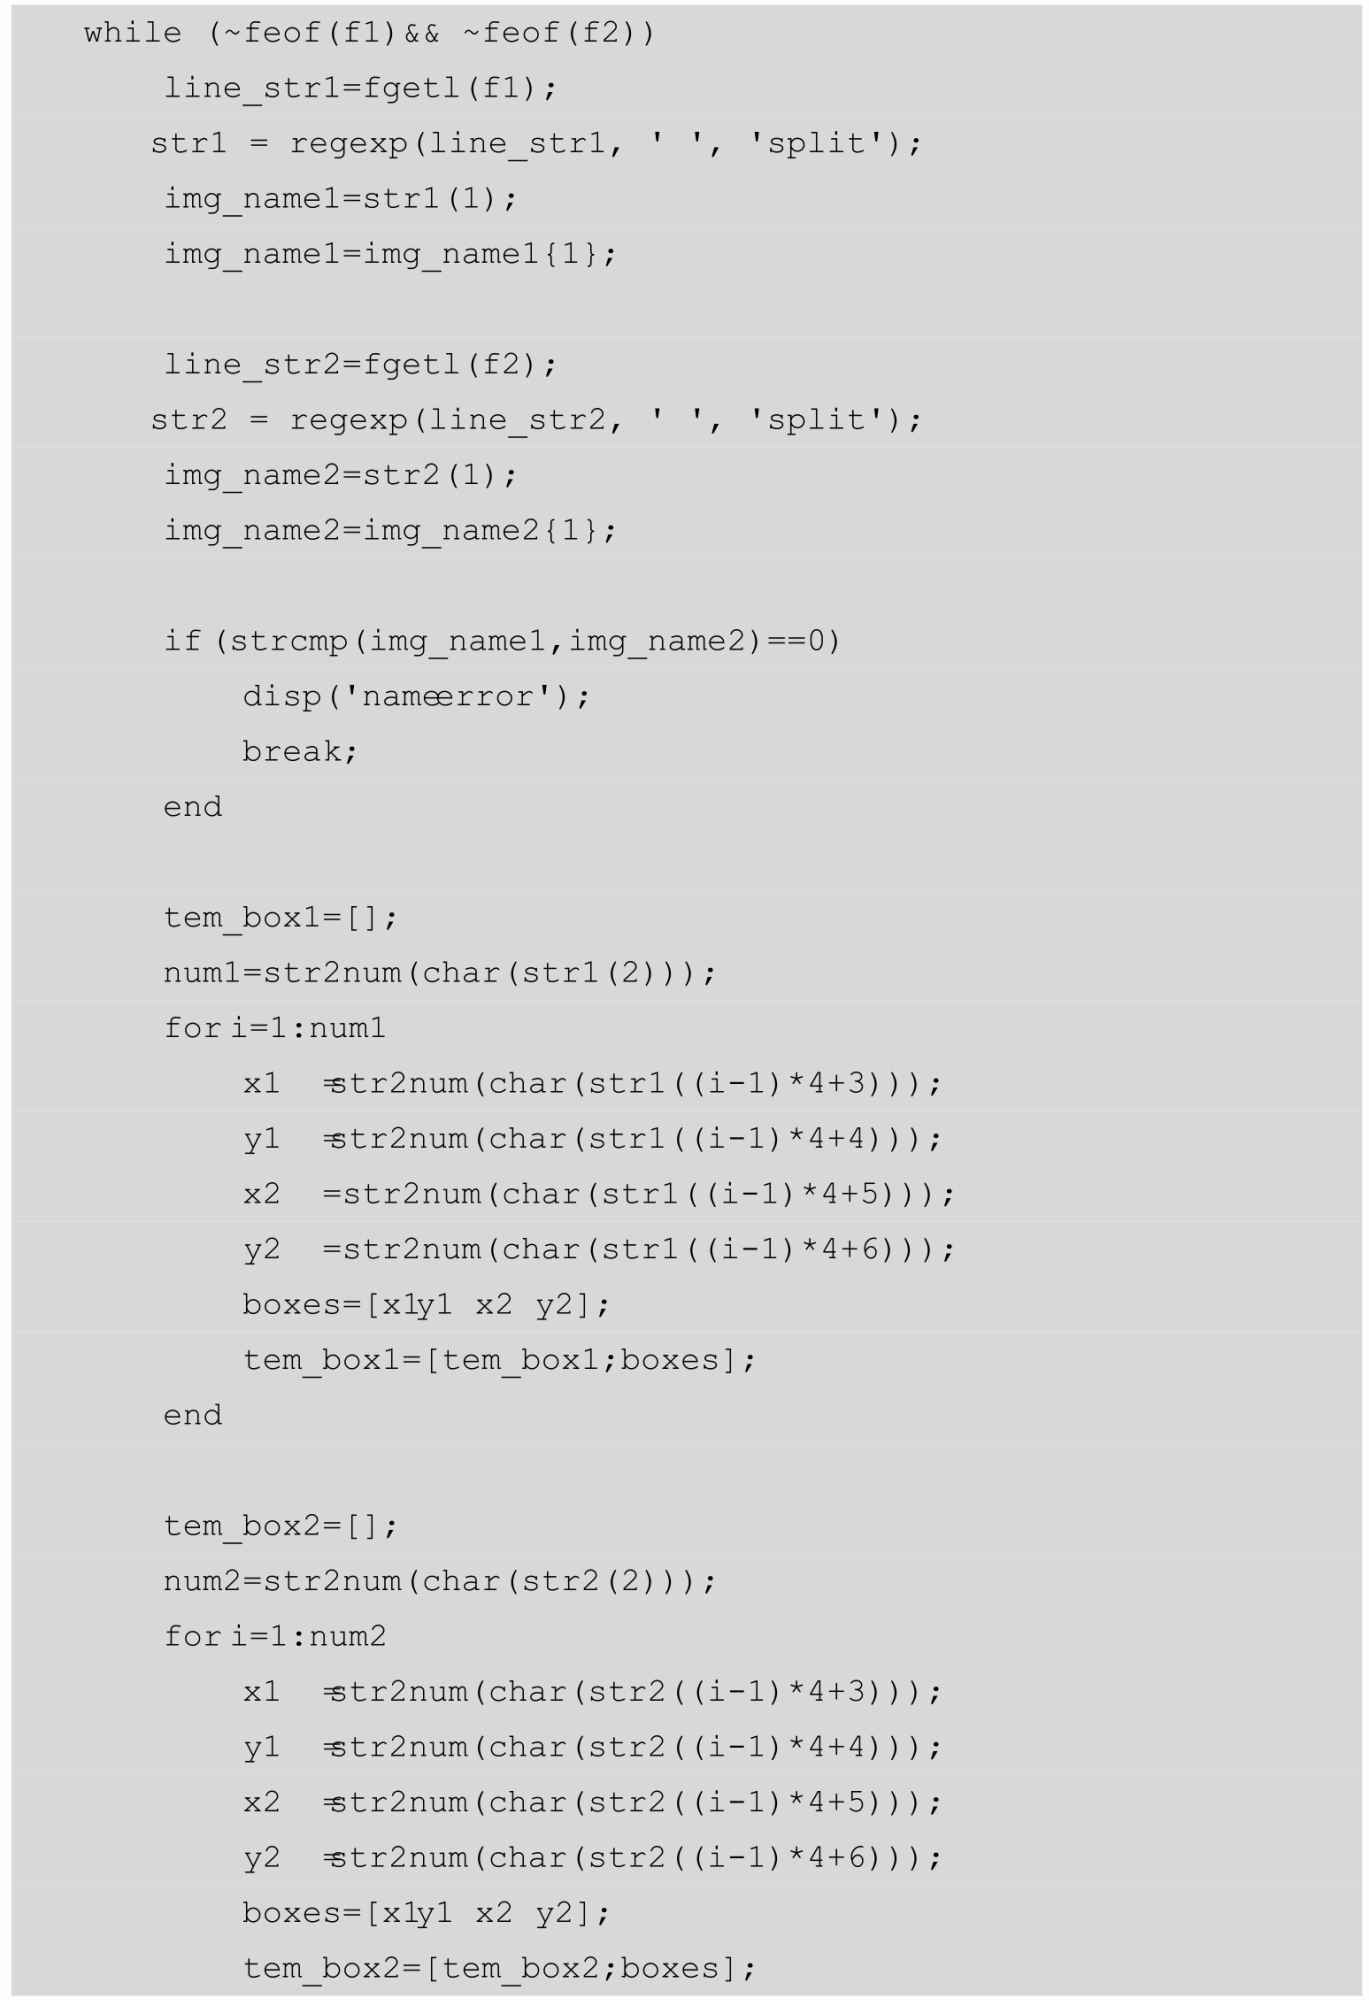 while (~feof(f1)&& ~feof(f2))
line_str1=fgetl(f1);
str1 = regexp(line_str1, ' ', 'split');
img_name1=str1(1);
img_name1=img_name1{1};
line_str2=fgetl(f2);
str2 = regexp(line_str2, ' ', 'split');
img_name2=str2(1);
img_name2=img_name2{1};
if(strcmp(img_name1,img_name2)==0)
disp('nameerror');
break;
end
tem_box1=[];
num1=str2num(char(str1(2)));
for i=1:num1
x1 =str2num(char(str1((i-1)*4+3)));
y1 =str2num(char(str1((i-1)*4+4)));
x2 =str2num(char(str1((i-1)*4+5)));
y2 =str2num(char(str1((i-1)*4+6)));
boxes=[x1y1 x2 y2];
tem_box1=[tem_box1;boxes];
end
tem_box2=[];
num2=str2num(char(str2(2)));
for i=1:num2
x1 =str2num(char(str2((i-1)*4+3)));
y1 =str2num(char(str2((i-1)*4+4)));
x2 =str2num(char(str2((i-1)*4+5)));
y2 =str2num(char(str2((i-1)*4+6)));
boxes=[x1y1 x2 y2];
tem_box2=[tem_box2;boxes];